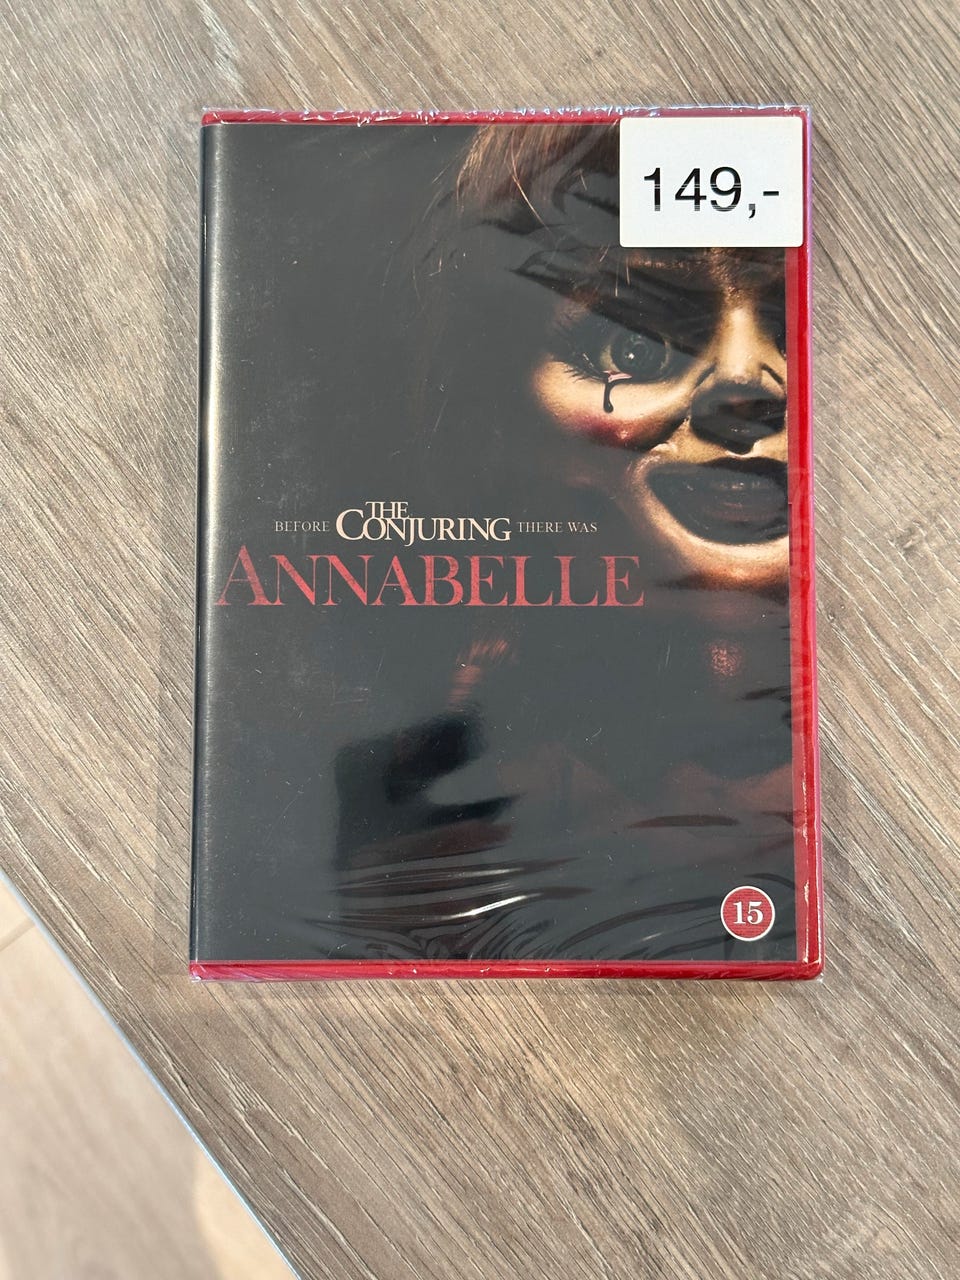 149,-
BEFORE THE CONJURING THERE WAS
ANNABELLE
15